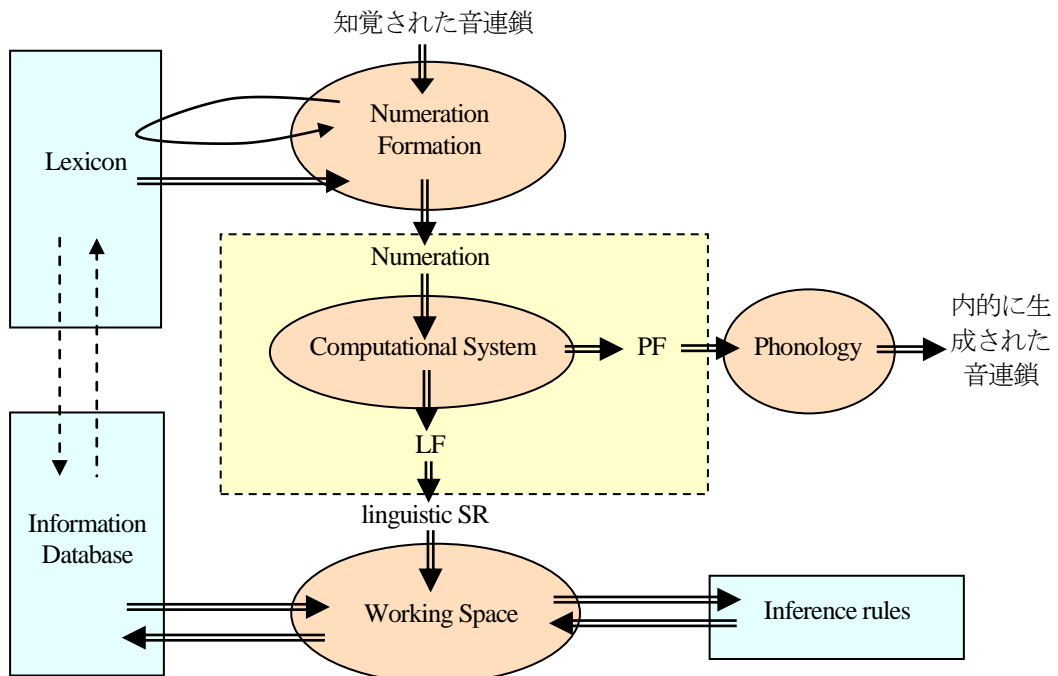 知覚された音連鎖
Numeration
Formation
Lexicon
Numeration
Computational System
PF
Phonology
内的に生
成された
音連鎖
LF
linguistic SR
Information
Database
Working Space
Inference rules